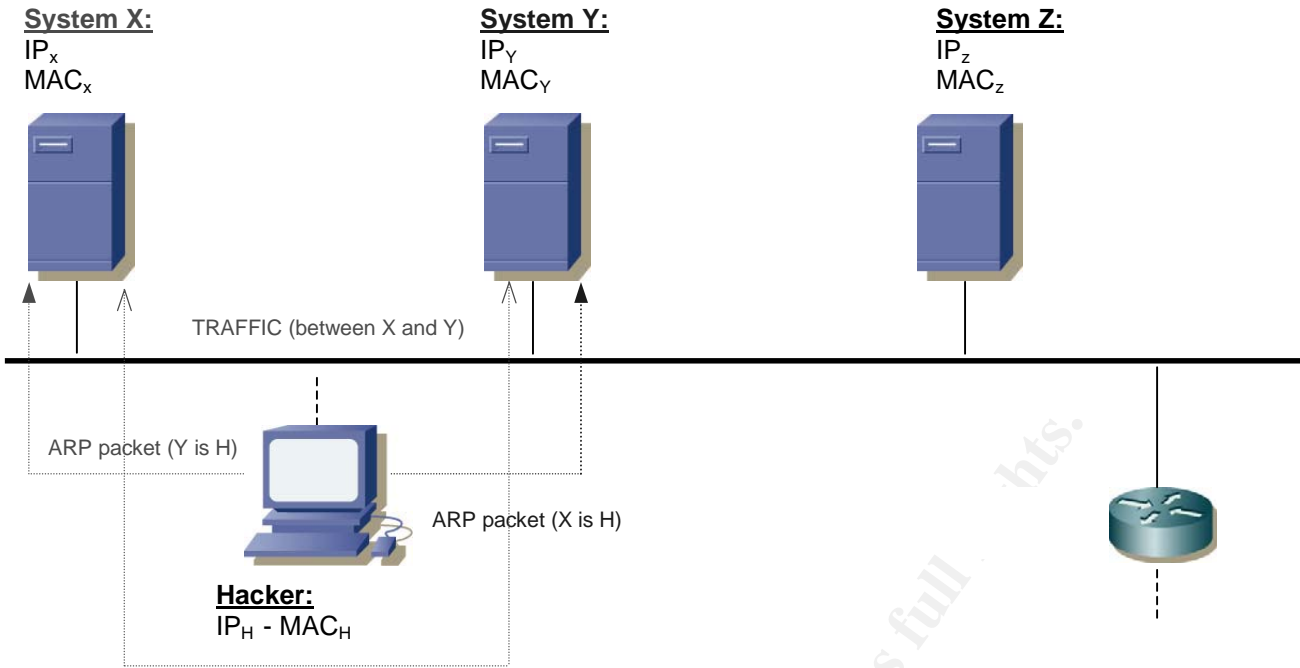 System X:
IPx
MACx
System Y:
IPY
MACY
System Z:
IPz
MACz
TRAFFIC (between X and Y)
ARP packet (Y is H)
ARP packet (X is H)
Hacker:
IPH - MACH
full